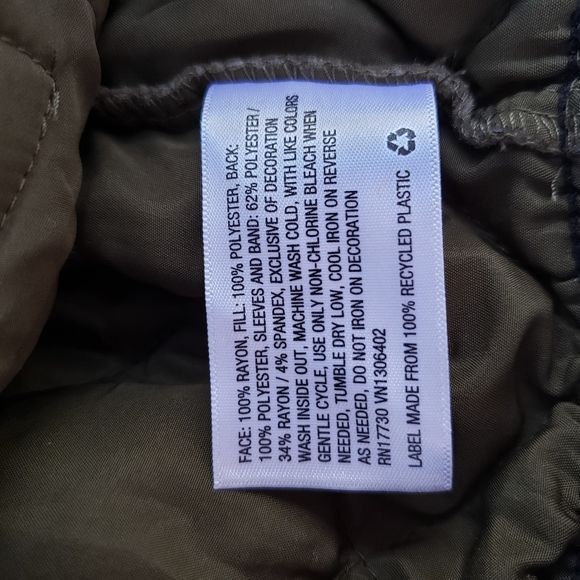 FACE: 100% RAYON, FILL: 100% POLYESTER, BACK:
100% POLYESTER, SLEEVES AND BAND: 62% POLYESTER /
34% RAYON / 4% SPANDEX, EXCLUSIVE OF DECORATION
WASH INSIDE OUT, MACHINE WASH COLD, WITH LIKE COLORS
GENTLE CYCLE, USE ONLY NON-CHLORINE BLEACH WHEN
NEEDED, TUMBLE DRY LOW, COOL IRON ON REVERSE
AS NEEDED, DO NOT IRON ON DECORATION
RN17730 VN1306402
LABEL MADE FROM 100% RECYCLED PLASTIC